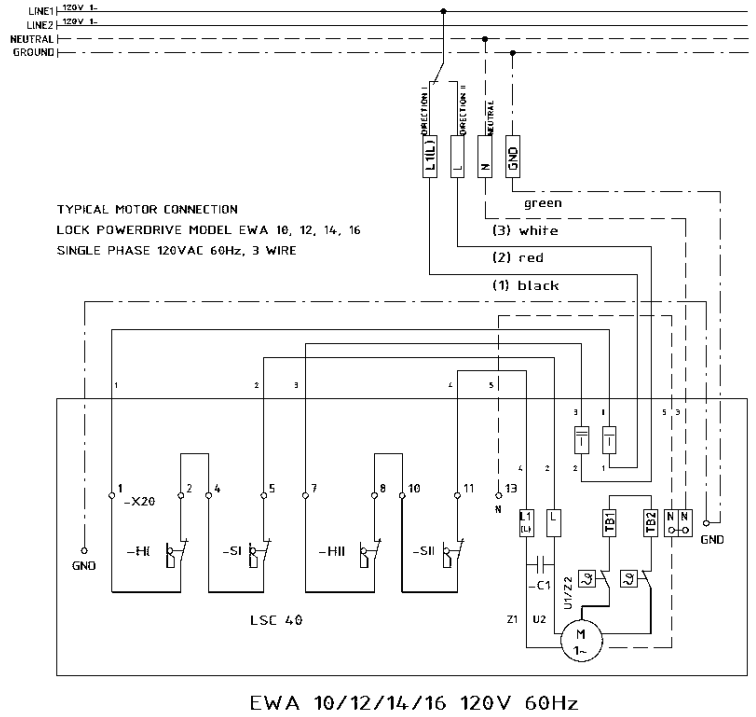 LINE1 120V 1~
LINE2 120V 1~
NEUTRAL
GROUND
DIRECTION I
DIRECTION II
NEUTRAL
L1(L)
L
N
GND
green
TYPICAL MOTOR CONNECTION
LOCK POWERDRIVE MODEL EWA 10, 12, 14, 16
SINGLE PHASE 120VAC 60Hz, 3 WIRE
(3) white
(2) red
(1) black
1 2 3 4 5 5 3
3 1
4 2 2 1
1 2 4 5 7 8 10 11 13
-X20
N
L1 (L)
L
TB1
TB2
N N
GND
GND
-HI
-SI
-HII
-SII
-C1
U1/Z2
LSC 40
Z1 U2
M
1~
EWA 10/12/14/16 120V 60Hz